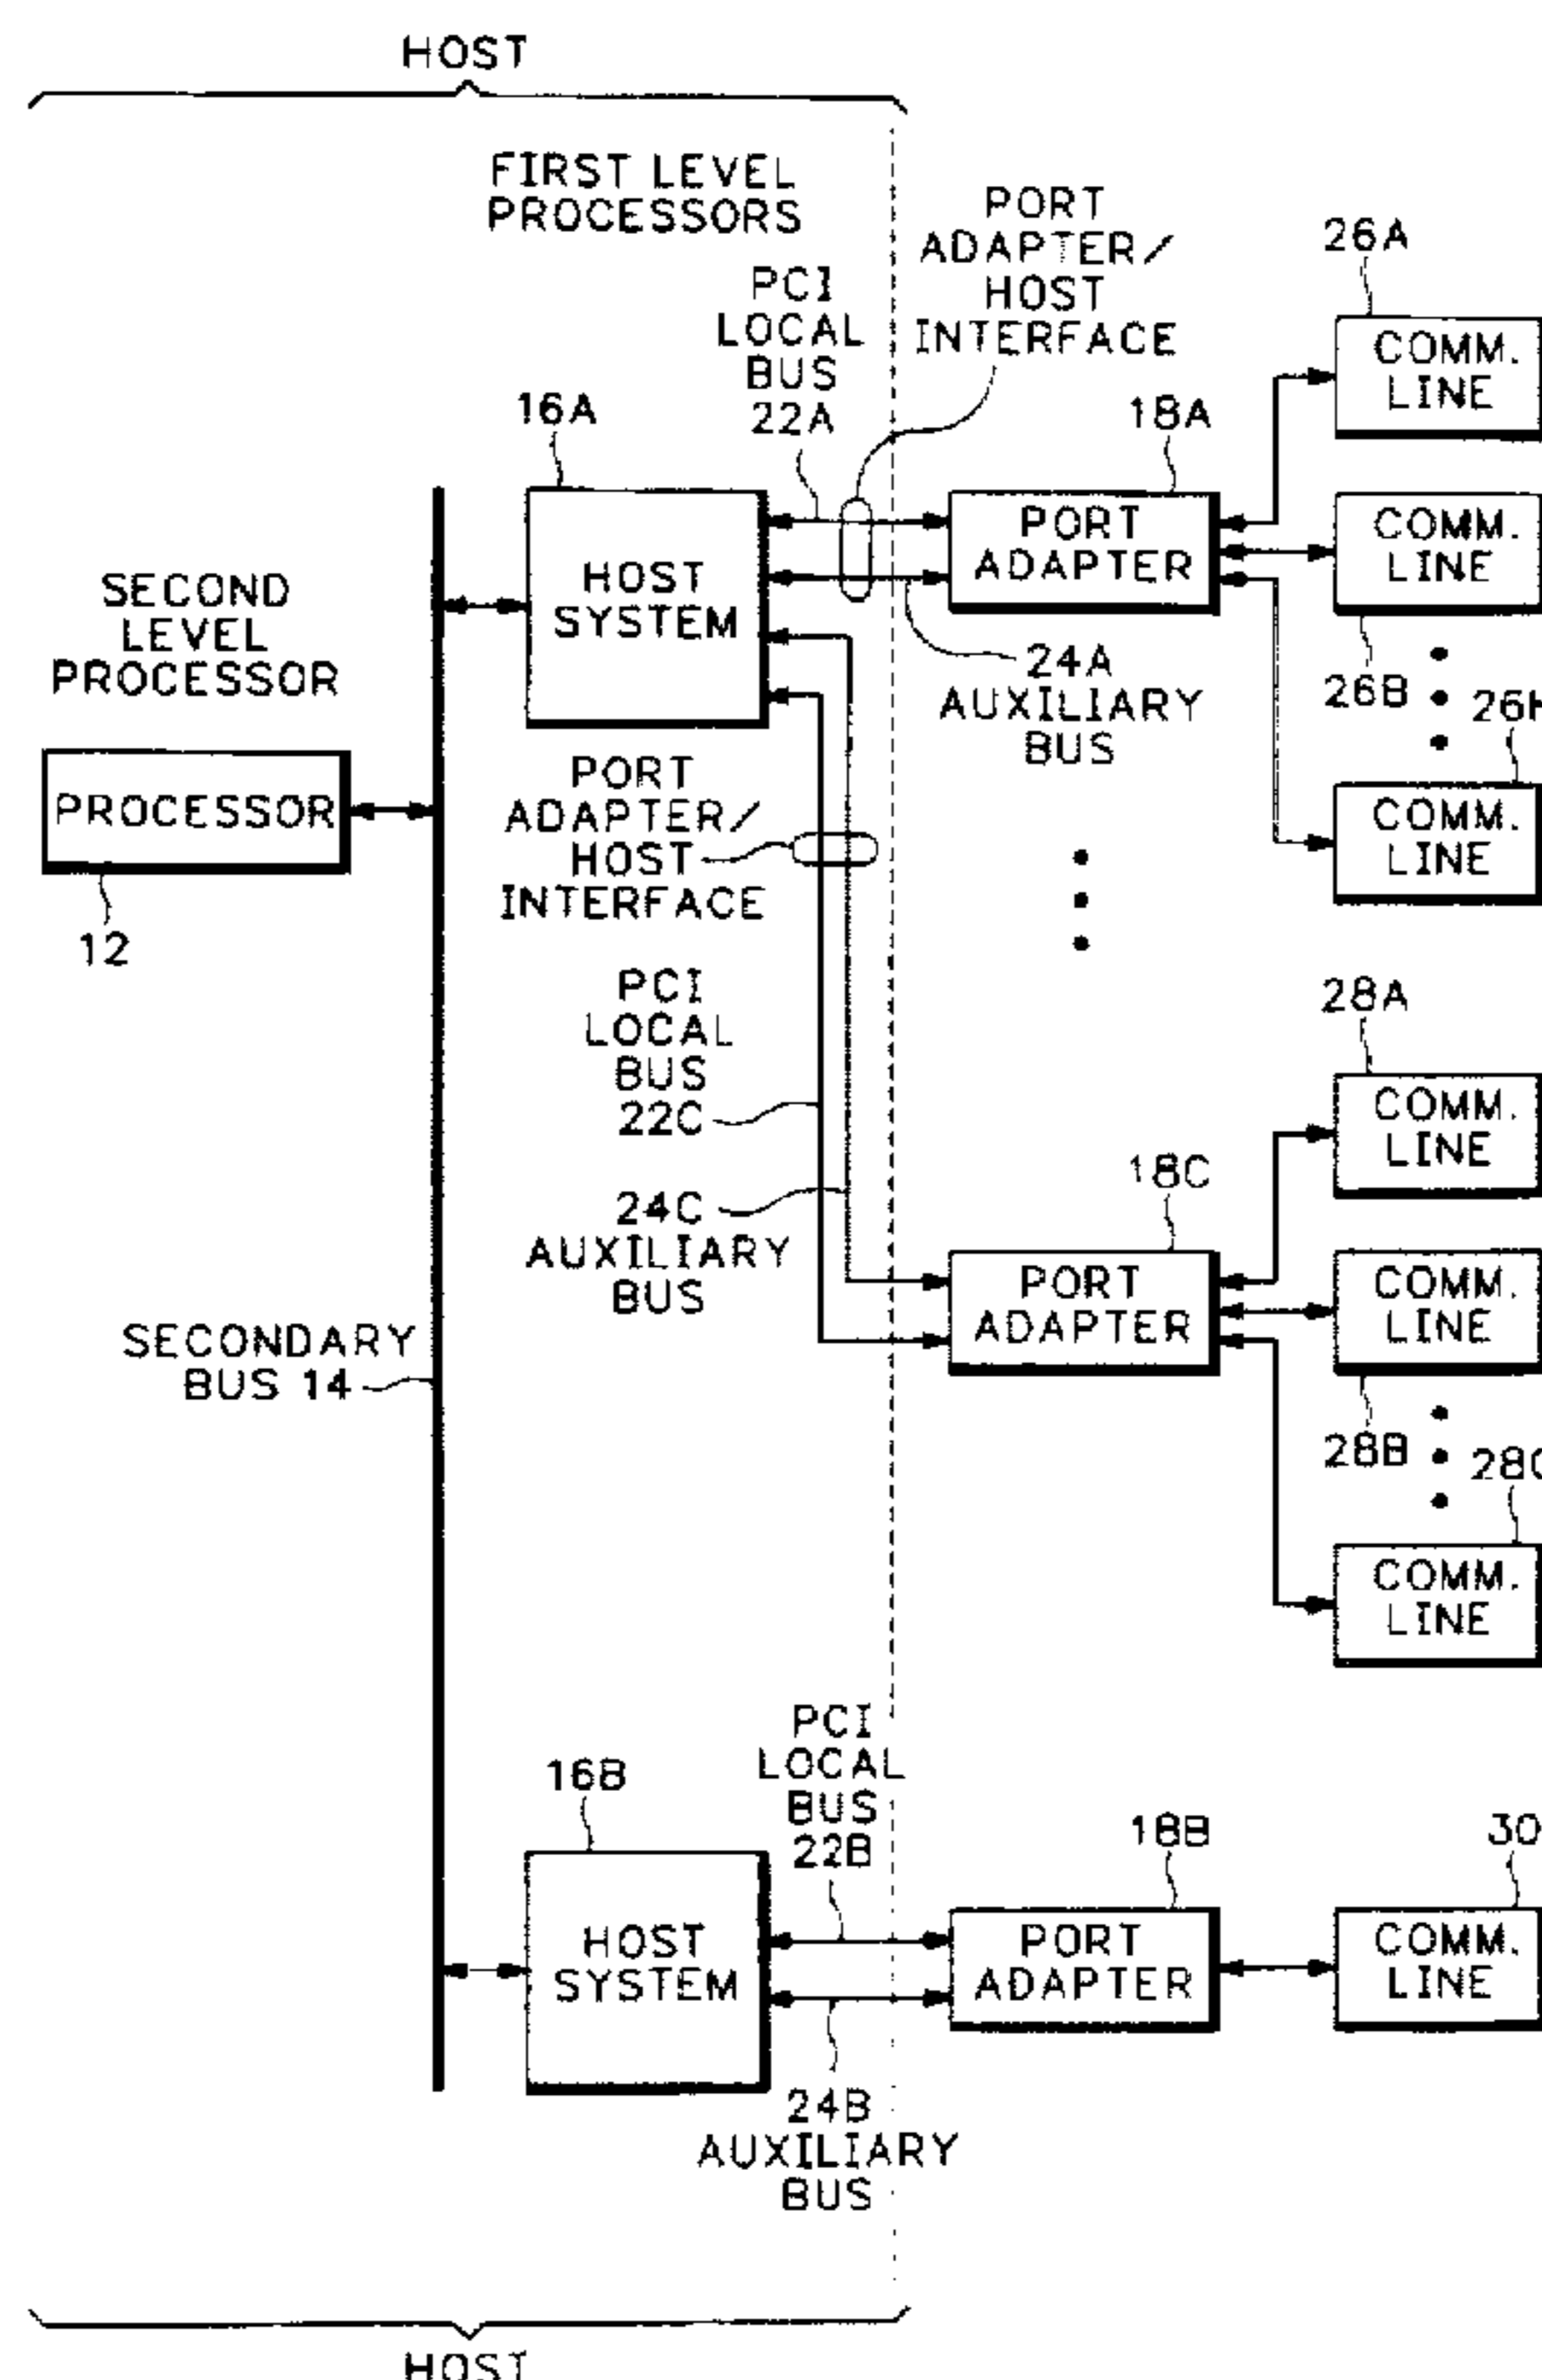 HOST
FIRST LEVEL
PROCESSORS
PORT
ADAPTER/
HOST
INTERFACE
PCI
LOCAL
BUS
22A
26A
COMM.
LINE
16A
18A
HOST
SYSTEM
PORT
ADAPTER
COMM.
LINE
SECOND
LEVEL
PROCESSOR
24A
AUXILIARY
BUS
26B
PROCESSOR
12
PORT
ADAPTER/
HOST
INTERFACE
COMM.
LINE
PCI
LOCAL
BUS
22C
28A
COMM.
LINE
24C
AUXILIARY
BUS
18C
PORT
ADAPTER
COMM.
LINE
SECONDARY
BUS 14
28B
COMM.
LINE
16B
PCI
LOCAL
BUS
22B
18B
30
HOST
SYSTEM
PORT
ADAPTER
COMM.
LINE
24B
AUXILIARY
BUS
HOST